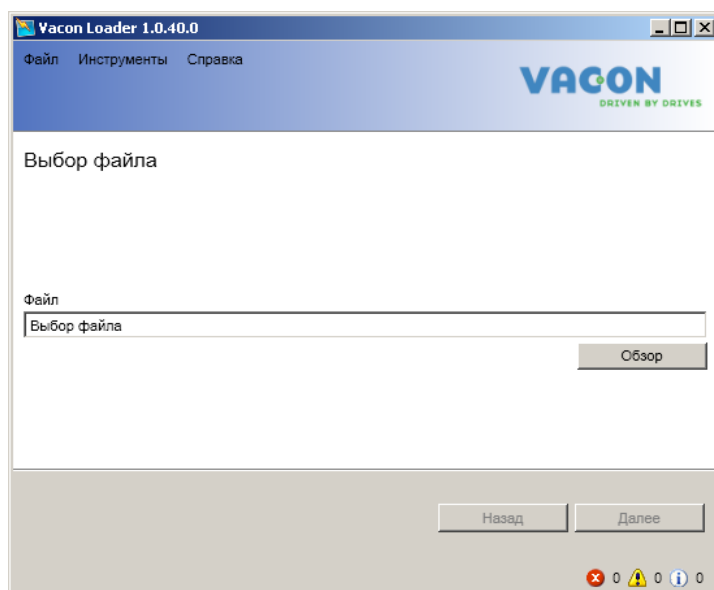 Vacon Loader 1.0.40.0
Файл Инструменты Справка
VACON
DRIVEN BY DRIVES
Выбор файла
Файл
Выбор файла
Обзор
Назад Далее
0 0 0